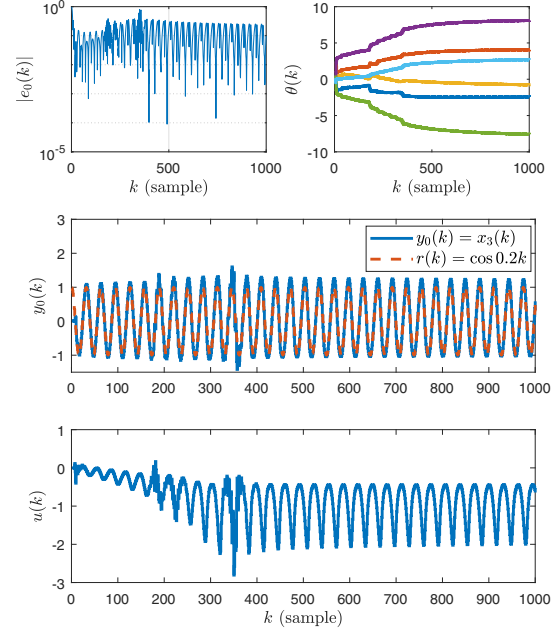 10^0
10^-5
|e_0(k)|
0 500 1000
k (sample)
10
5
0
-5
-10
θ(k)
0 500 1000
k (sample)
3
2
1
0
-1
y_0(k)
y_0(k) = x_3(k)
r(k) = cos 0.2k
0 100 200 300 400 500 600 700 800 900 1000
1
0
-1
-2
-3
u(k)
0 100 200 300 400 500 600 700 800 900 1000
k (sample)